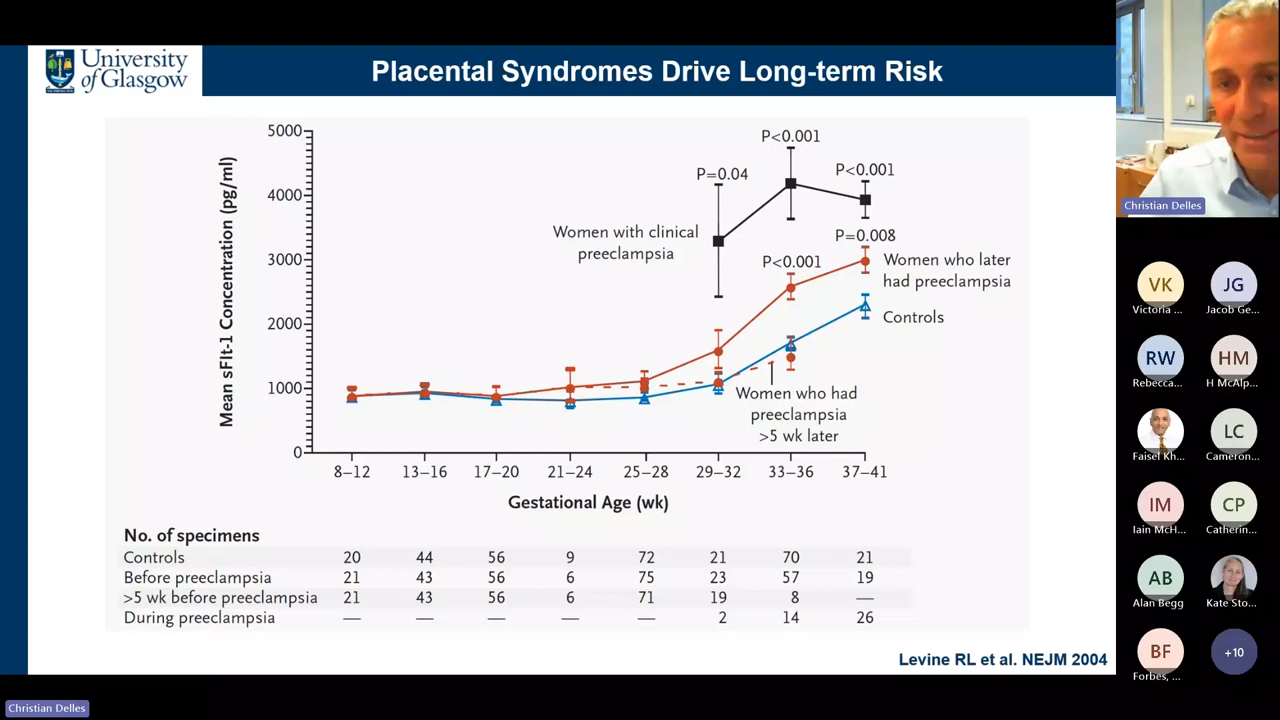 University
of Glasgow
Placental Syndromes Drive Long-term Risk
Mean sFlt-1 Concentration (pg/ml)
5000
4000
3000
2000
1000
0
P=0.04
P<0.001
P<0.001
P=0.008
P<0.001
Women with clinical
preeclampsia
Women who later
had preeclampsia
Controls
Women who had
preeclampsia
>5 wk later
8–12 13–16 17–20 21–24 25–28 29–32 33–36 37–41
Gestational Age (wk)
No. of specimens
Controls 20 44 56 9 72 21 70 21
Before preeclampsia 21 43 56 6 75 23 57 19
>5 wk before preeclampsia 21 43 56 6 71 19 8 —
During preeclampsia — — — — — 2 14 26
Levine RL et al. NEJM 2004
Christian Delles
VK JG
Victoria ... Jacob Ge...
RW HM
Rebecca... H McAlp...
LC
Faisel Kh... Cameron...
IM CP
Iain McH... Catherin...
AB
Alan Begg Kate Sto...
BF +10
Forbes, ...
Christian Delles